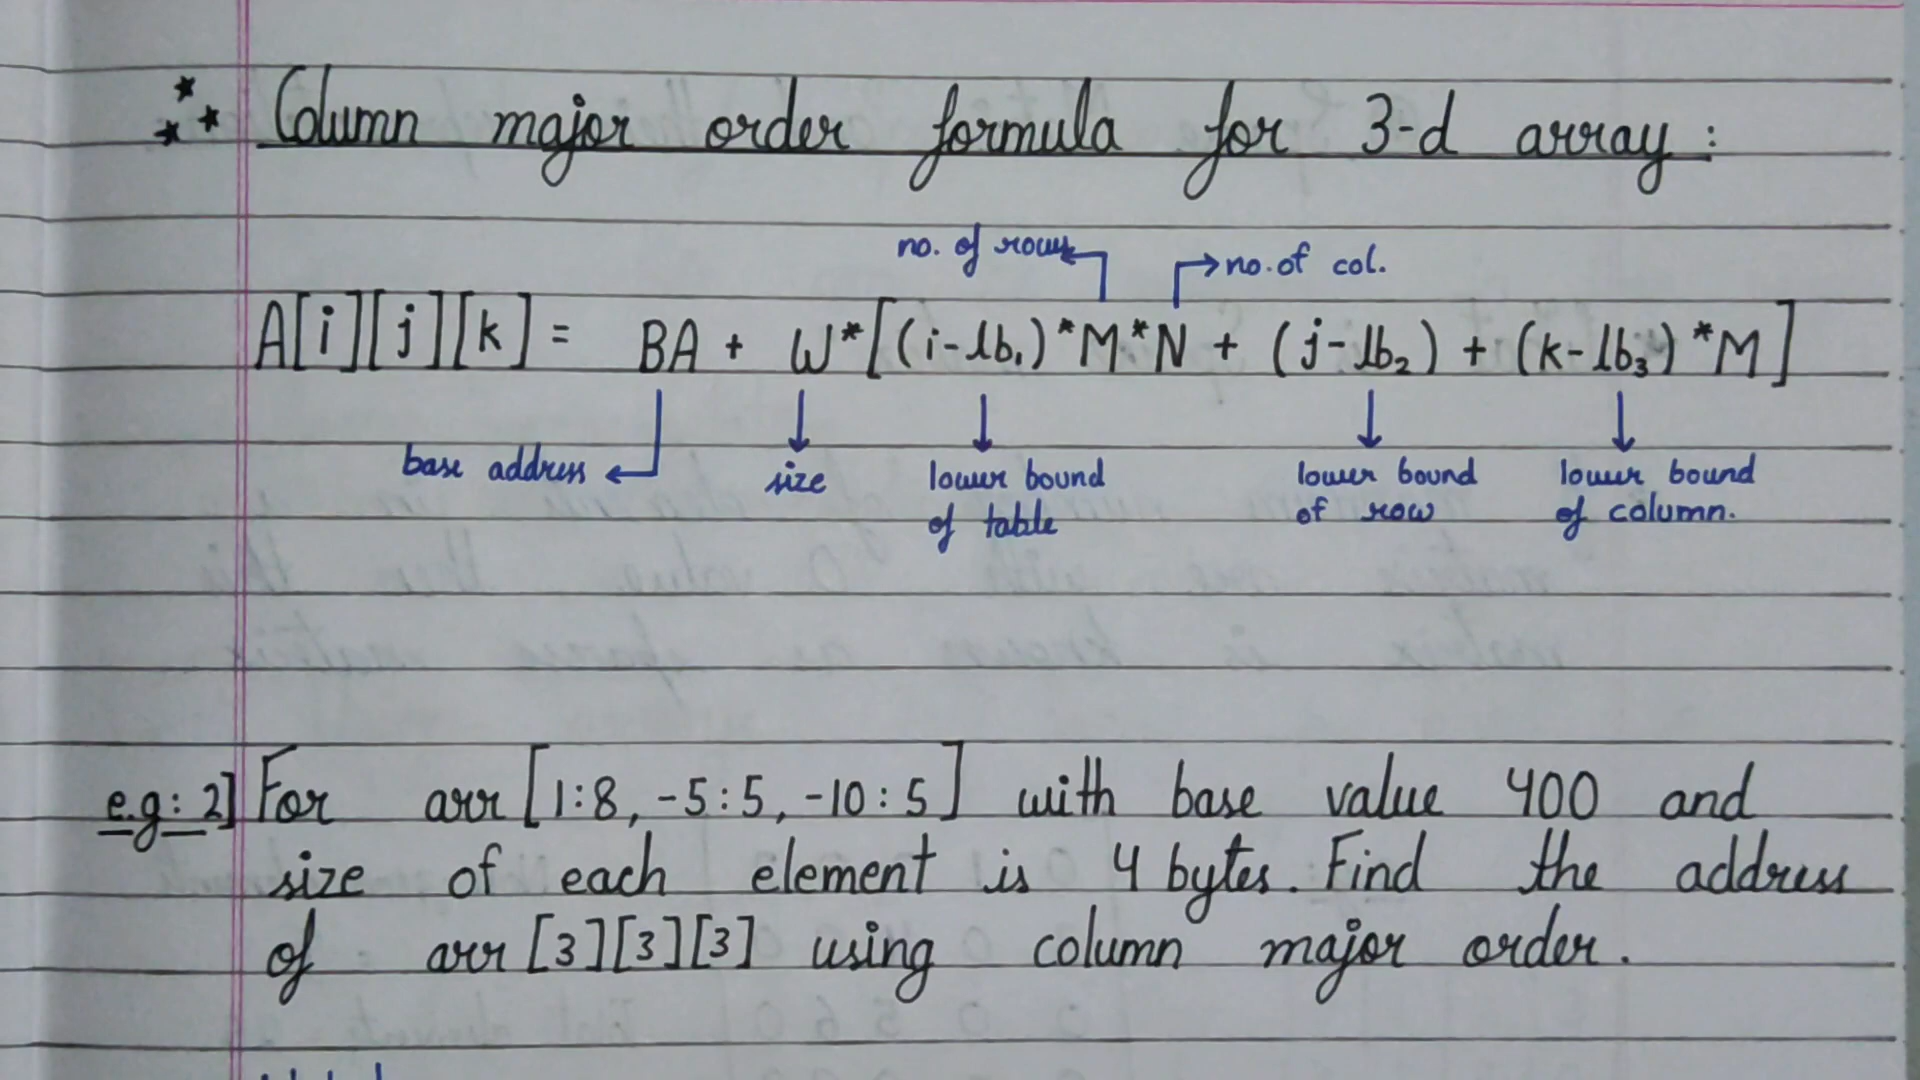 Column major order formula for 3-d array :
no. of rows
no. of col.
A[i][j][k] = BA + W*[(i-lb₁)*M*N + (j-lb₂) + (k-lb₃)*M]
base address
size
lower bound of table
lower bound of row
lower bound of column.
e.g: 2] For arr [1:8, -5:5, -10:5] with base value 400 and
size of each element is 4 bytes. Find the address
of arr [3][3][3] using column major order.